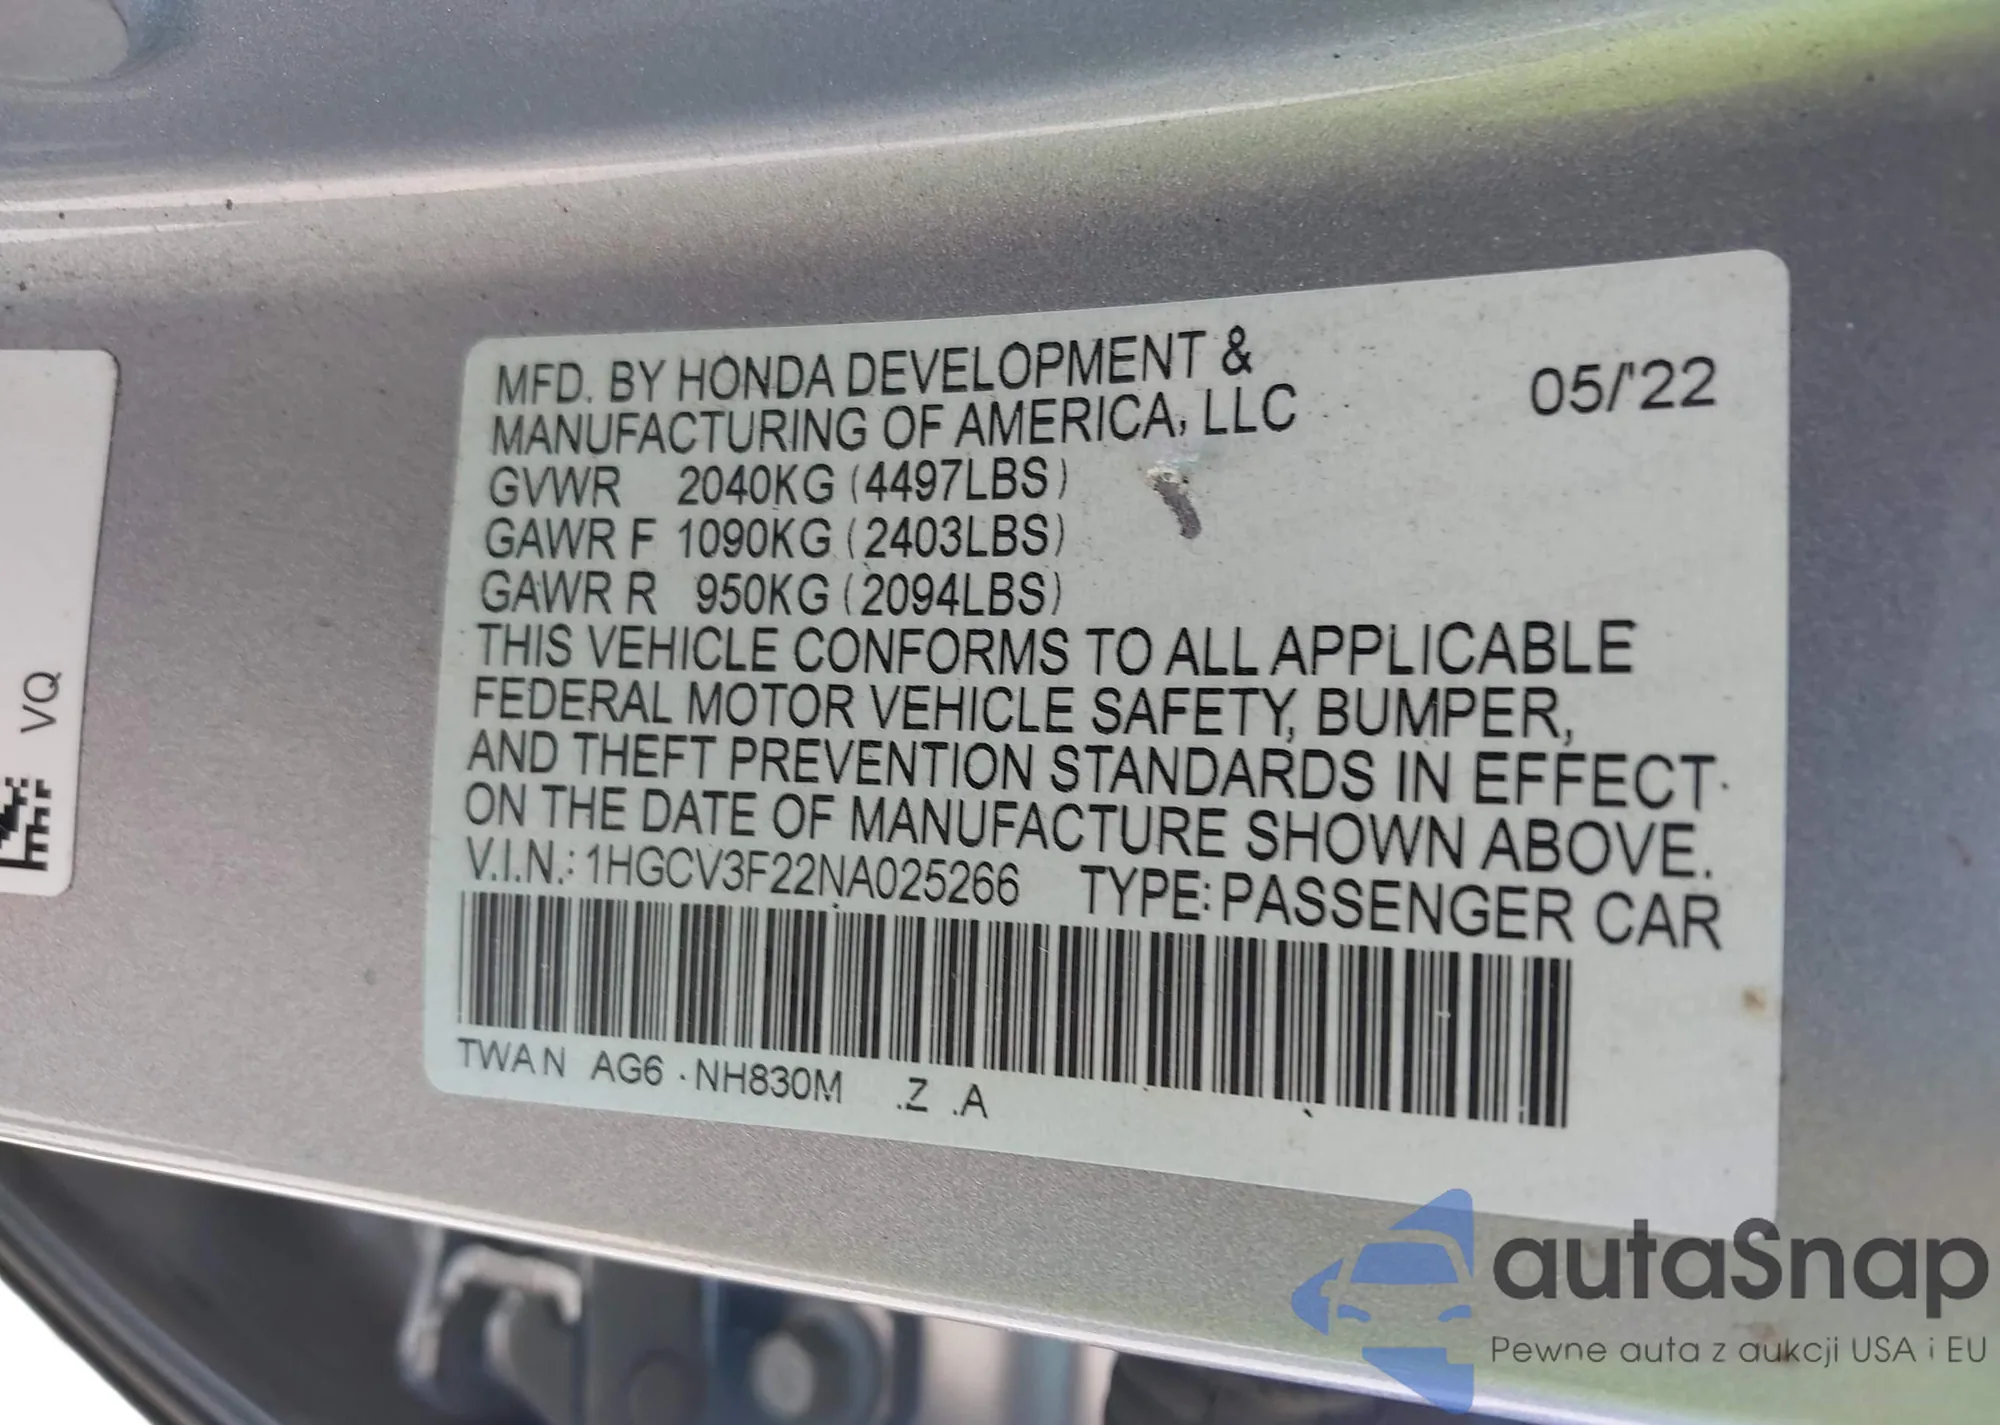 MFD. BY HONDA DEVELOPMENT &
MANUFACTURING OF AMERICA, LLC
05/'22
GVWR 2040KG (4497LBS)
GAWR F 1090KG (2403LBS)
GAWR R 950KG (2094LBS)
THIS VEHICLE CONFORMS TO ALL APPLICABLE
FEDERAL MOTOR VEHICLE SAFETY, BUMPER,
AND THEFT PREVENTION STANDARDS IN EFFECT
ON THE DATE OF MANUFACTURE SHOWN ABOVE.
V.I.N.: 1HGCV3F22NA025266 TYPE: PASSENGER CAR
TWAN AG6 -NH830M .Z .A
VQ
autaSnap
Pewne auta z aukcji USA i EU